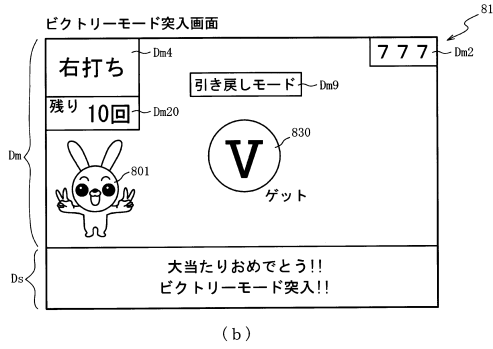 ビクトリーモード突入画面
81
右打ち
Dm4
7 7 7
Dm2
引き戻しモード
Dm9
残り 10回
Dm20
830
V
Dm
801
ゲット
Ds
大当たりおめでとう!!
ビクトリーモード突入!!
(b)